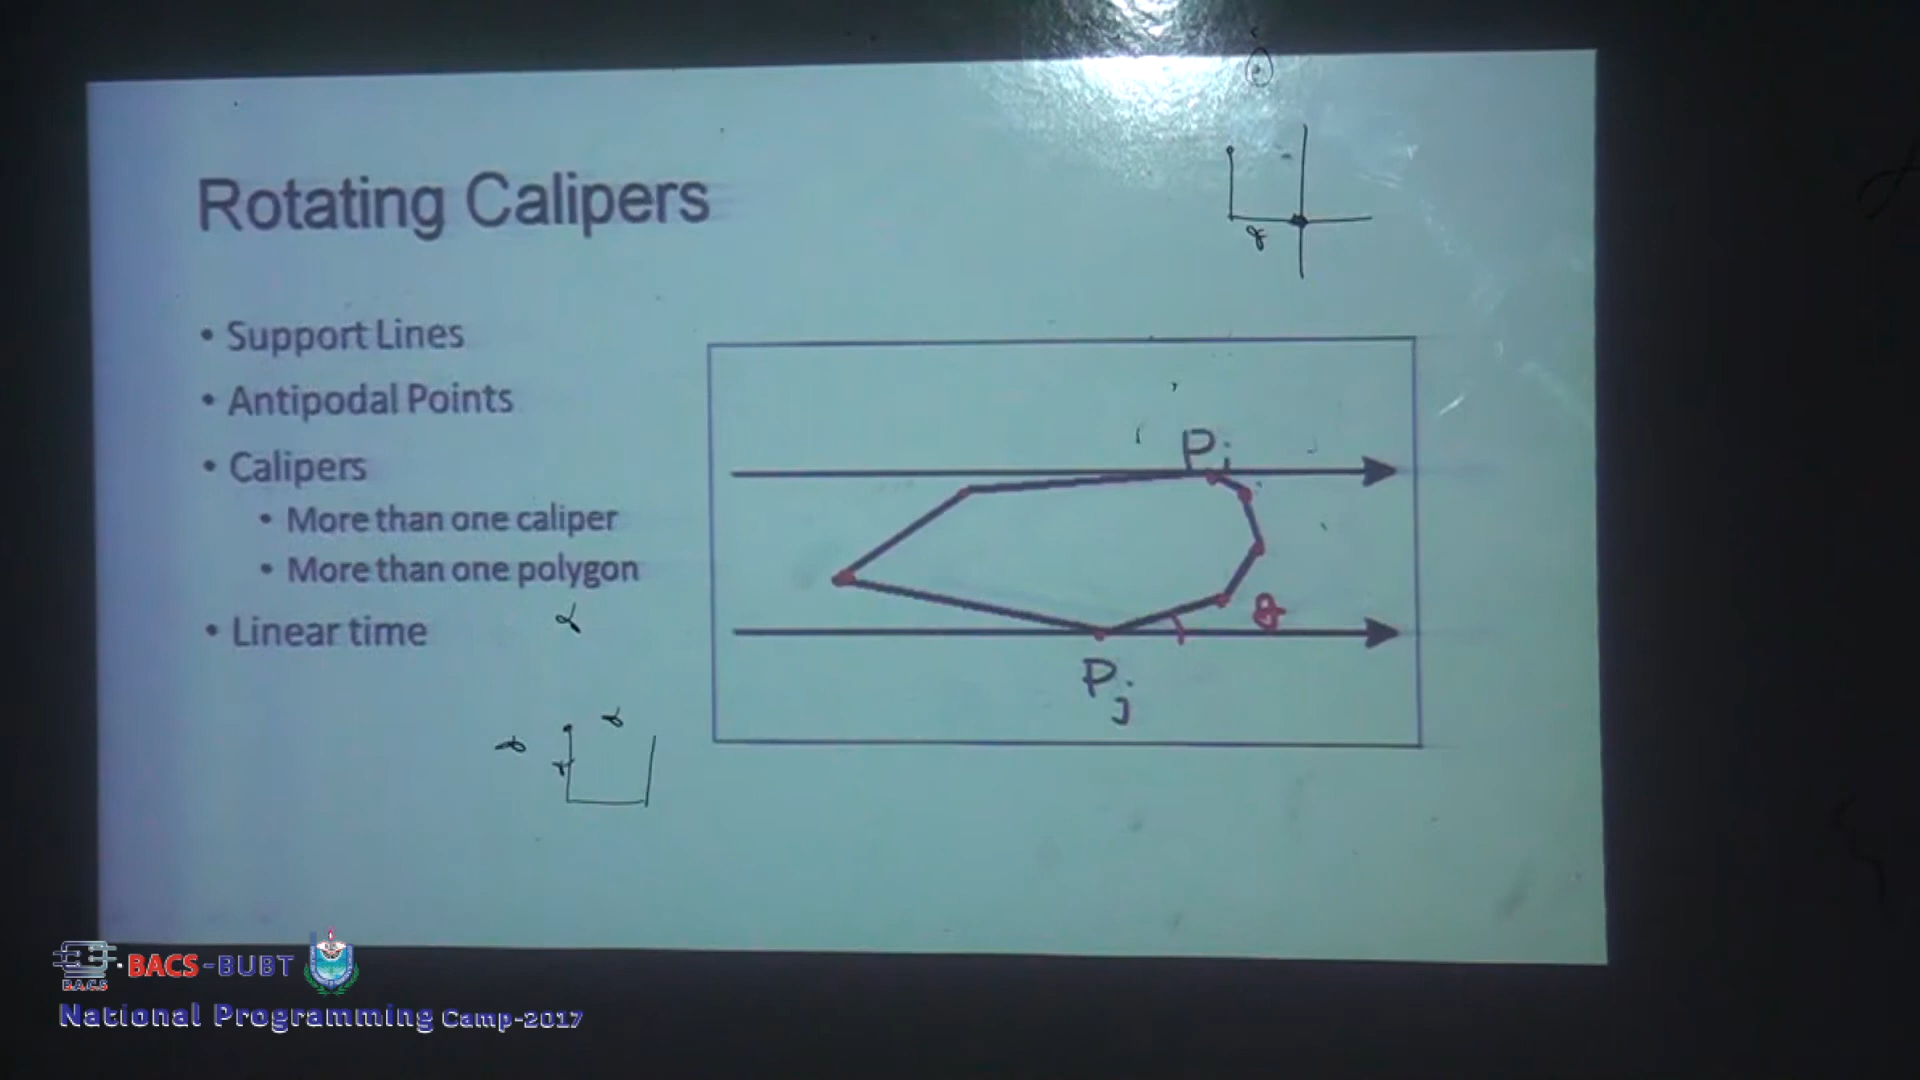 Rotating Calipers
• Support Lines
• Antipodal Points
• Calipers
• More than one caliper
• More than one polygon
• Linear time
Pi
θ
Pj
B.A.C.S
BACS-BUBT
National Programming Camp-2017